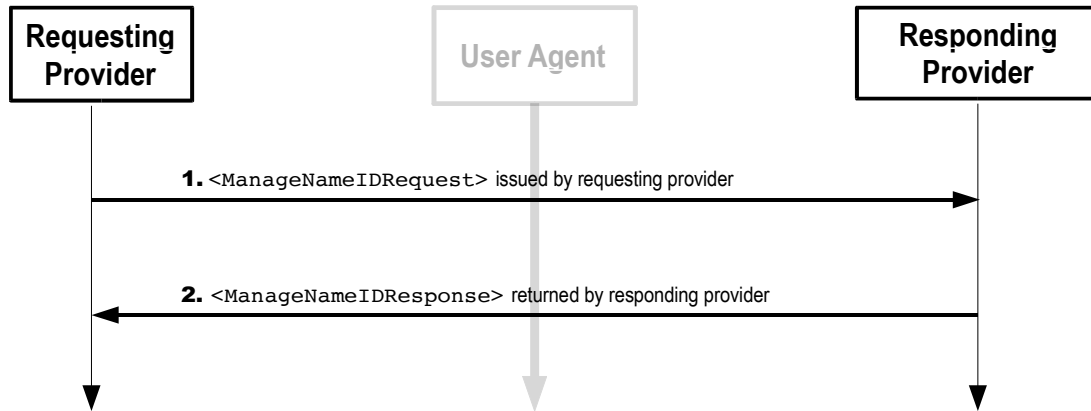 Requesting
Provider
User Agent
Responding
Provider
1. <ManageNameIDRequest> issued by requesting provider
2. <ManageNameIDResponse> returned by responding provider